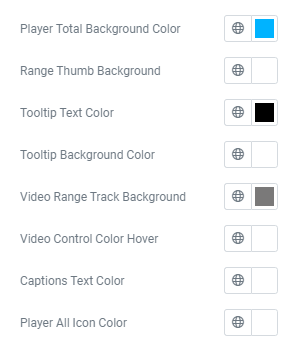 Player Total Background Color
Range Thumb Background
Tooltip Text Color
Tooltip Background Color
Video Range Track Background
Video Control Color Hover
Captions Text Color
Player All Icon Color